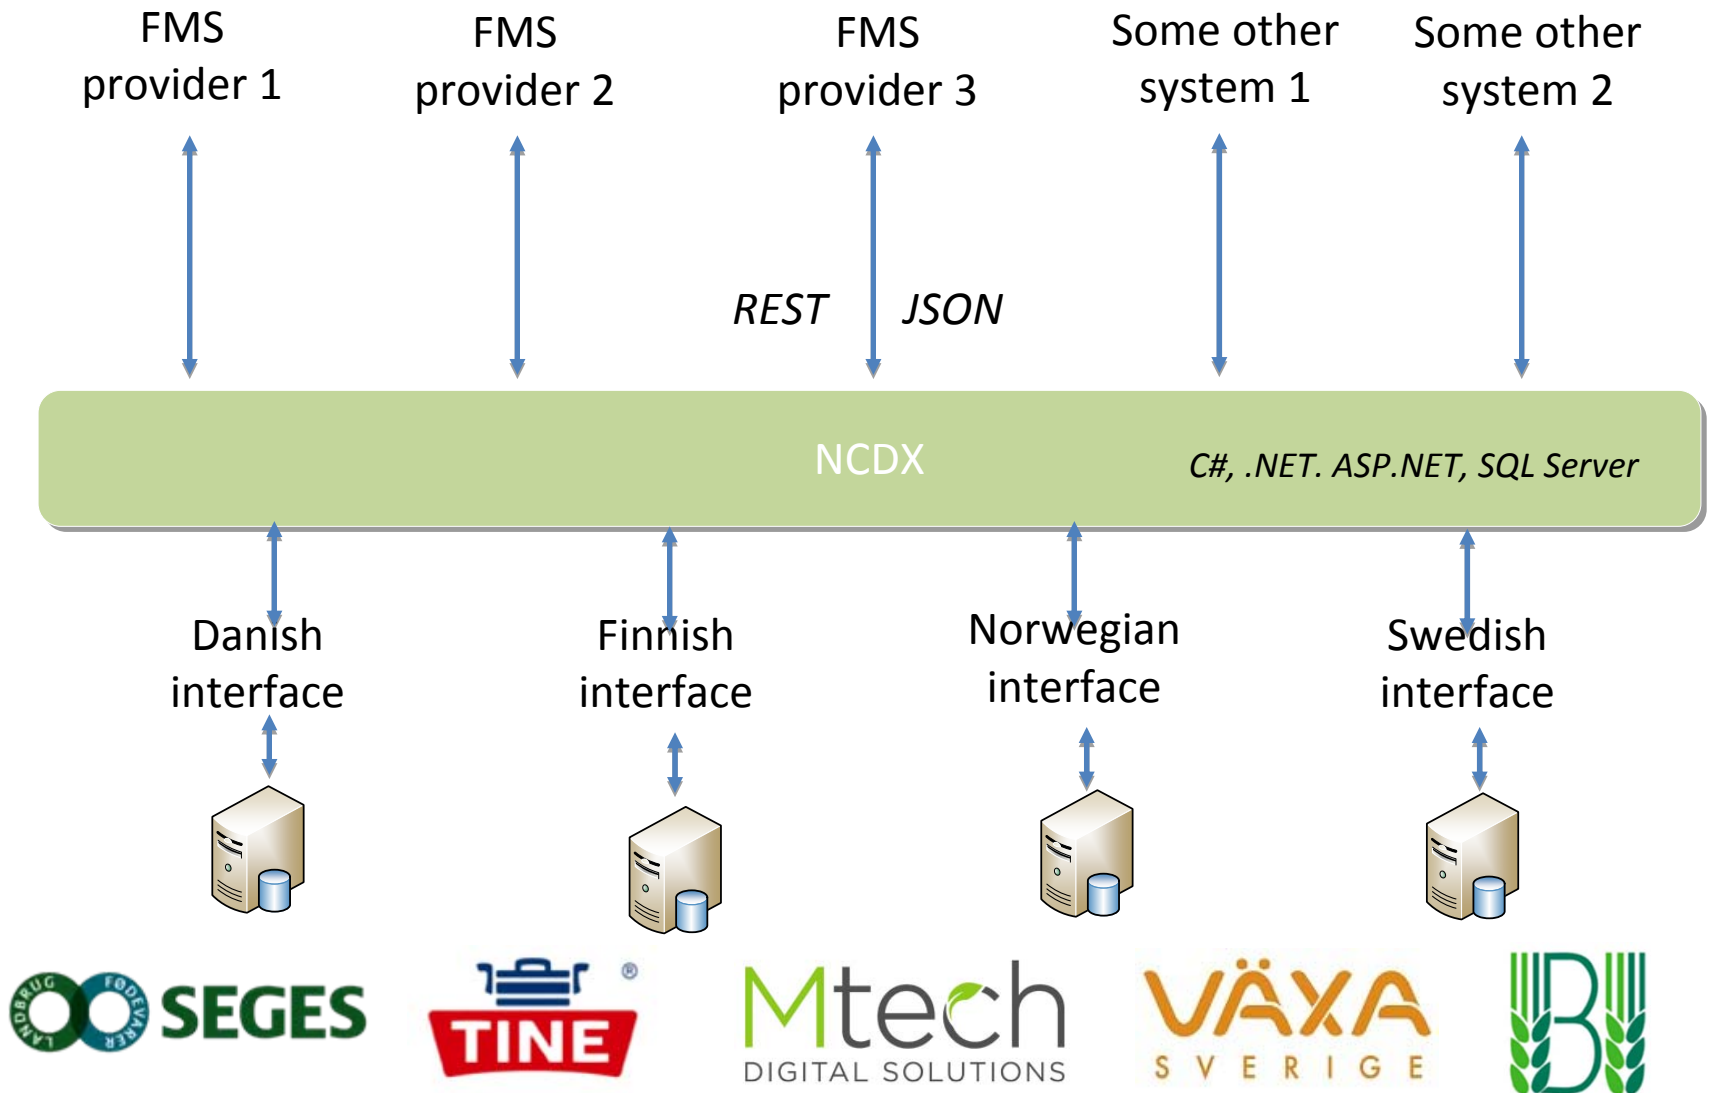 FMS
provider 1
FMS
provider 2
FMS
provider 3
Some other
system 1
Some other
system 2
REST
JSON
NCDX
C#, .NET. ASP.NET, SQL Server
Danish
interface
Finnish
interface
Norwegian
interface
Swedish
interface
LANDBRUG
FØDEVARER
SEGES
®
TINE
Mtech
DIGITAL SOLUTIONS
VÄXA
SVERIGE
B